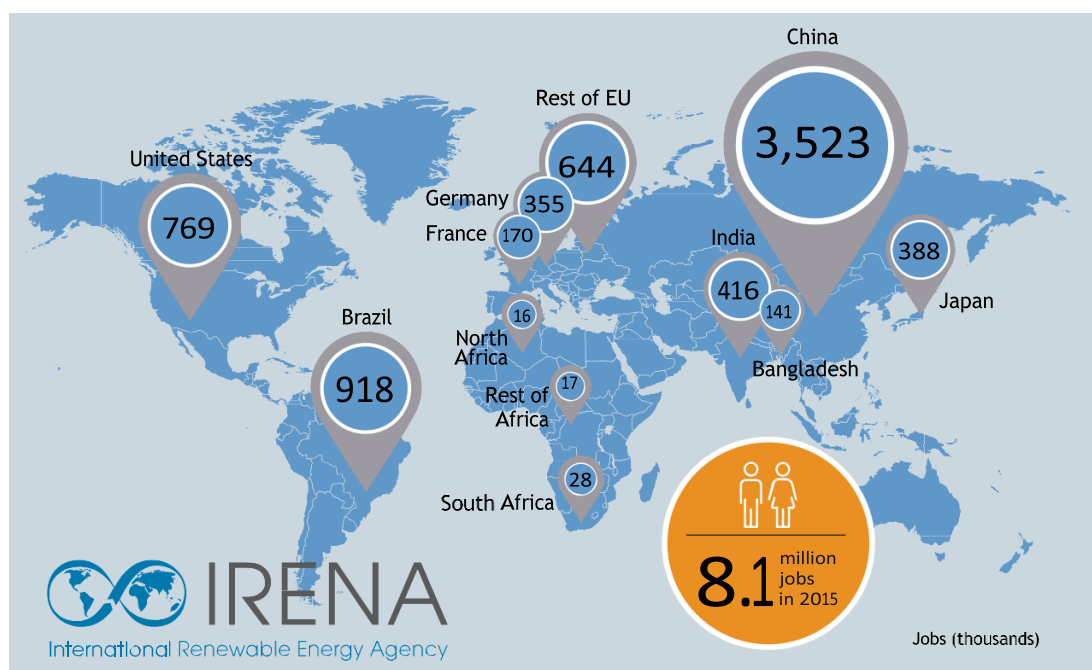 China
3,523
Rest of EU
644
United States
769
Germany
355
France
170
India
416
141
Bangladesh
388
Japan
Brazil
918
16
North
Africa
17
Rest of
Africa
28
South Africa
8.1 million
jobs
in 2015
IRENA
International Renewable Energy Agency
Jobs (thousands)